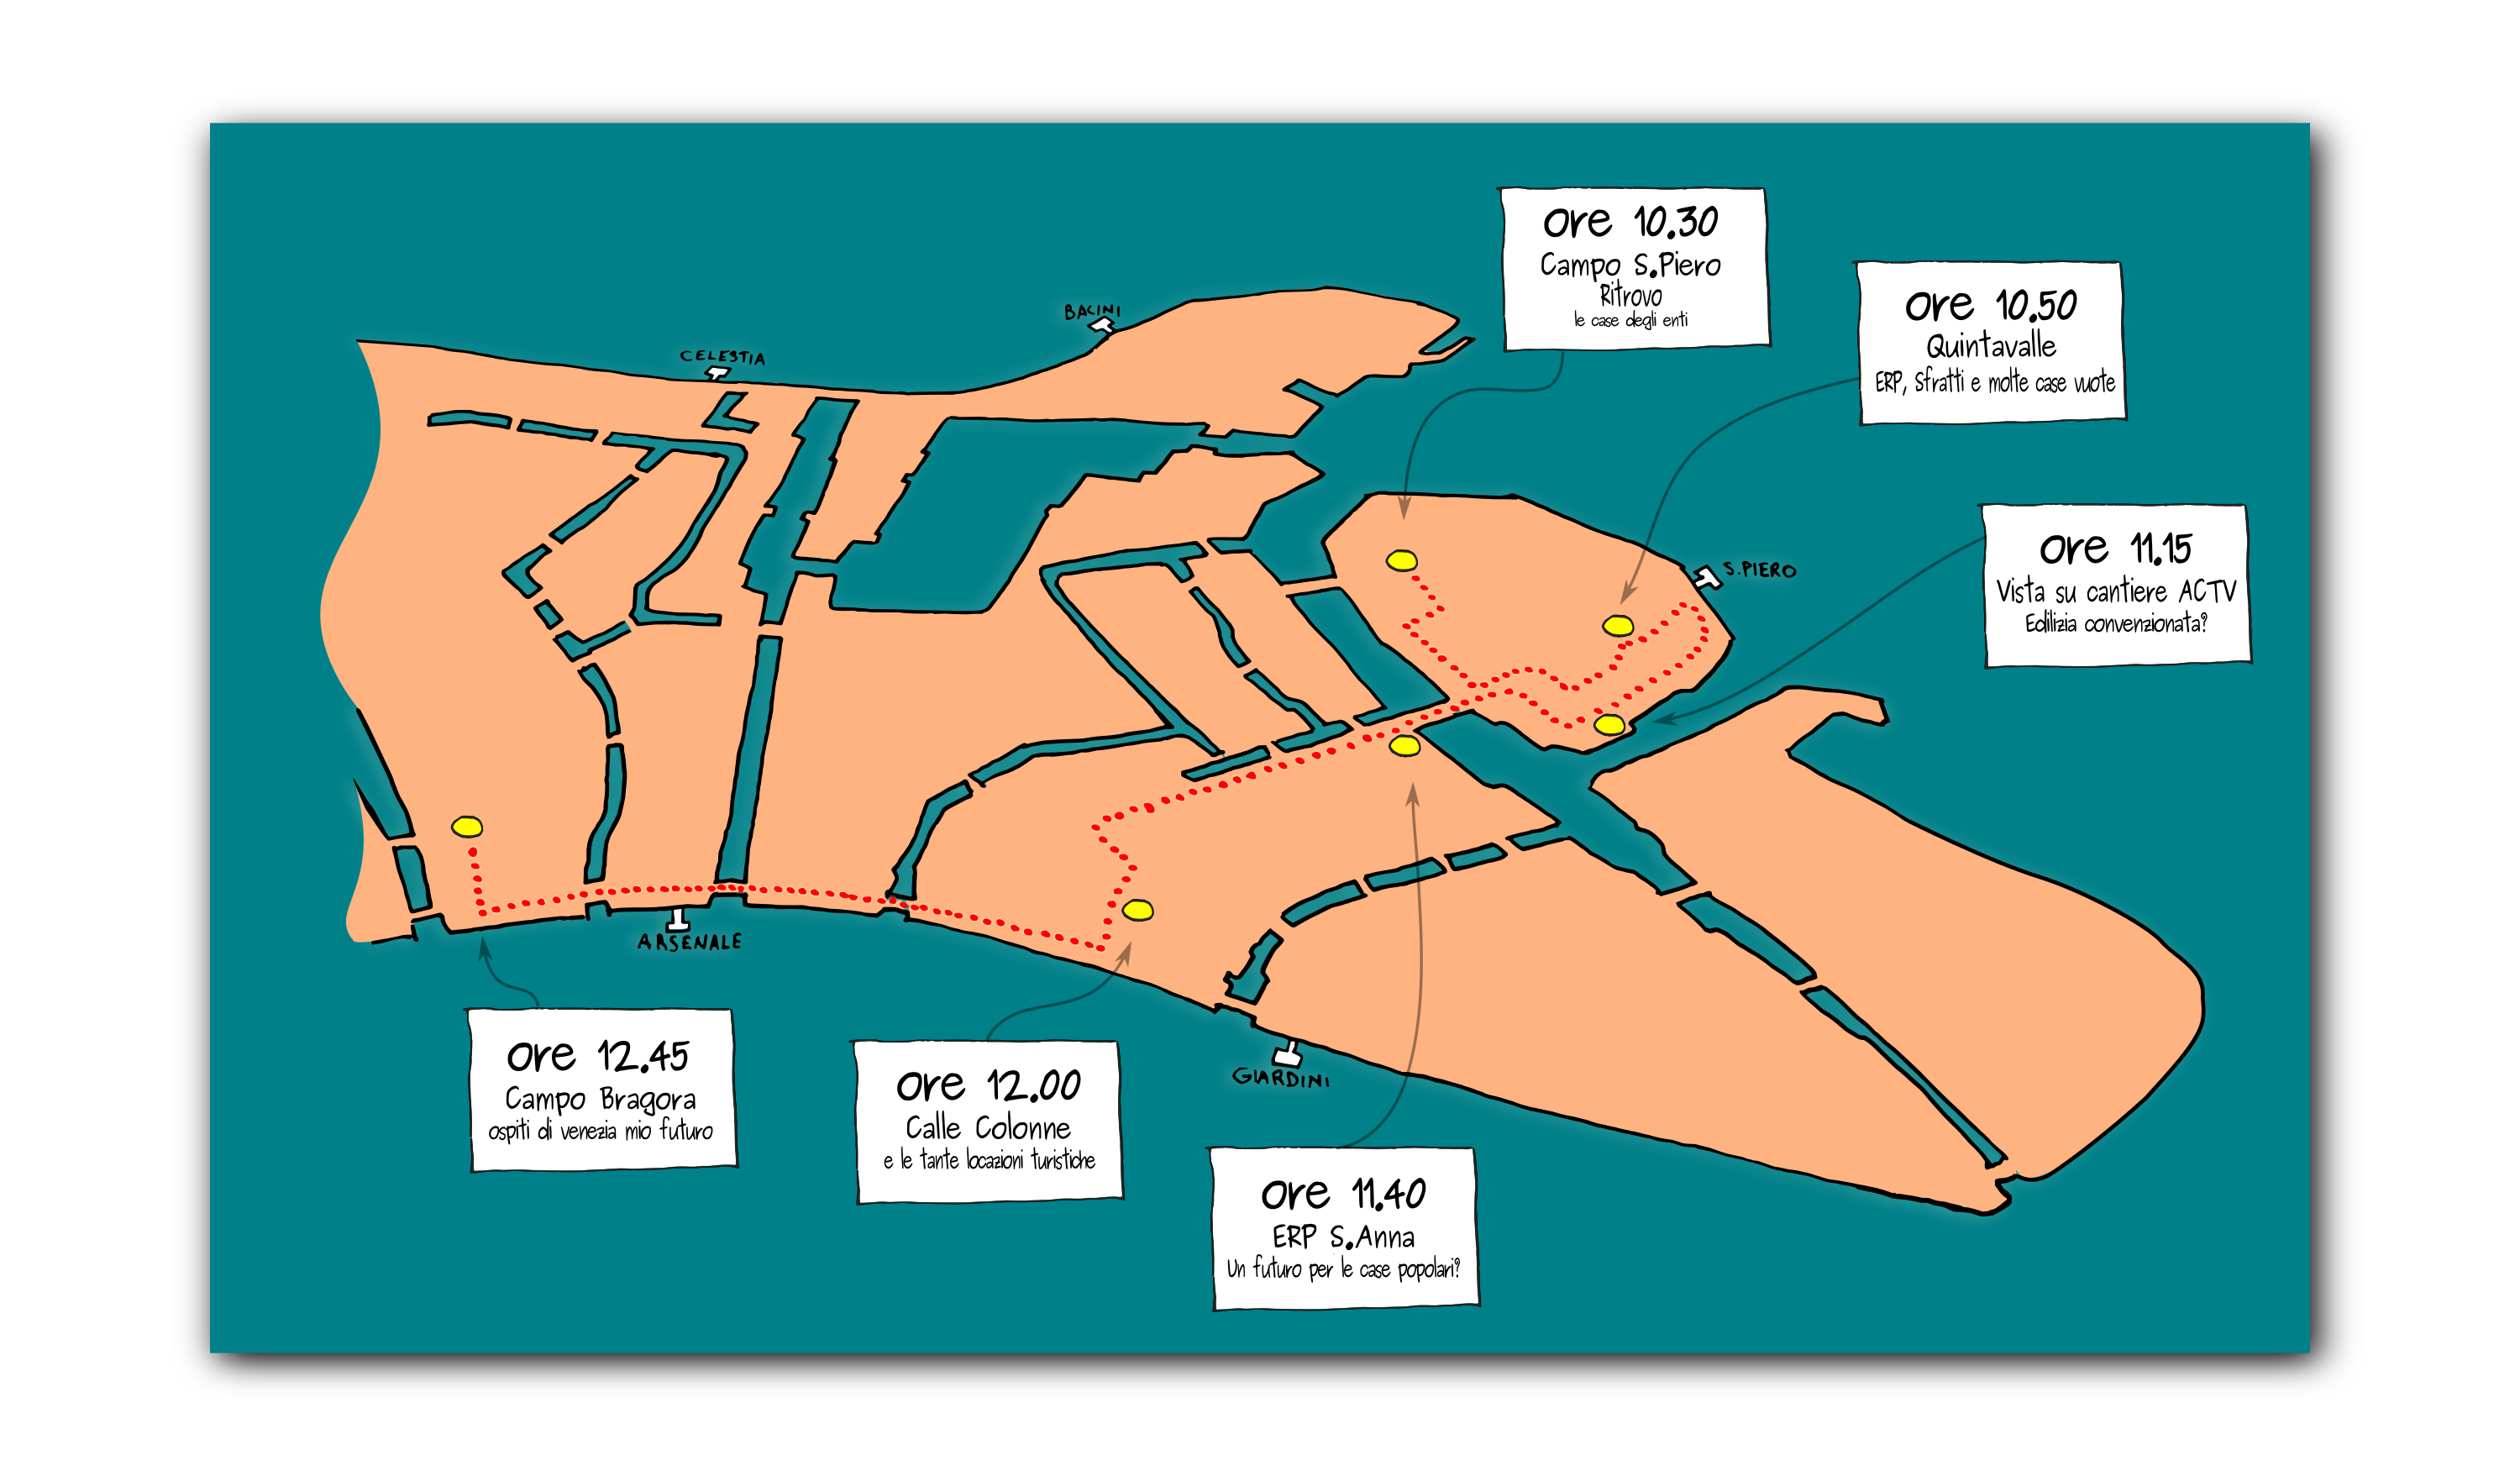 ore 10.30
Campo S.Piero
Ritrovo
le case degli enti
ore 10.50
Quintavalle
ERP, Sfratti e molte case vuote
BACINI
CELESTIA
ore 11.15
Vista su cantiere ACTV
Edilizia convenzionata?
S.PIERO
ARSENALE
GIARDINI
ore 12.45
Campo Bragora
ospiti di venezia mio futuro
ore 12.00
Calle Colonne
e le tante locazioni turistiche
ore 11.40
ERP S.Anna
Un futuro per le case popolari?